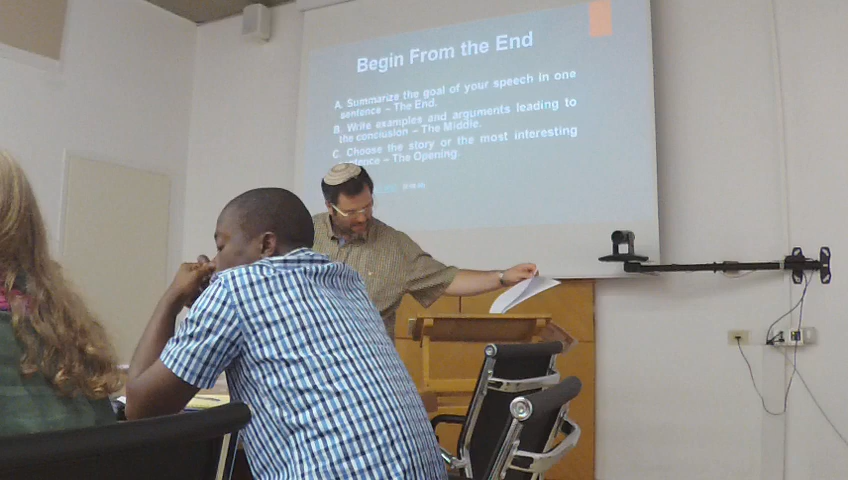 Begin From the End
A. Summarize the goal of your speech in one
sentence – The End.
B. Write examples and arguments leading to
the conclusion – The Middle.
C. Choose the story or the most interesting
– The Opening.